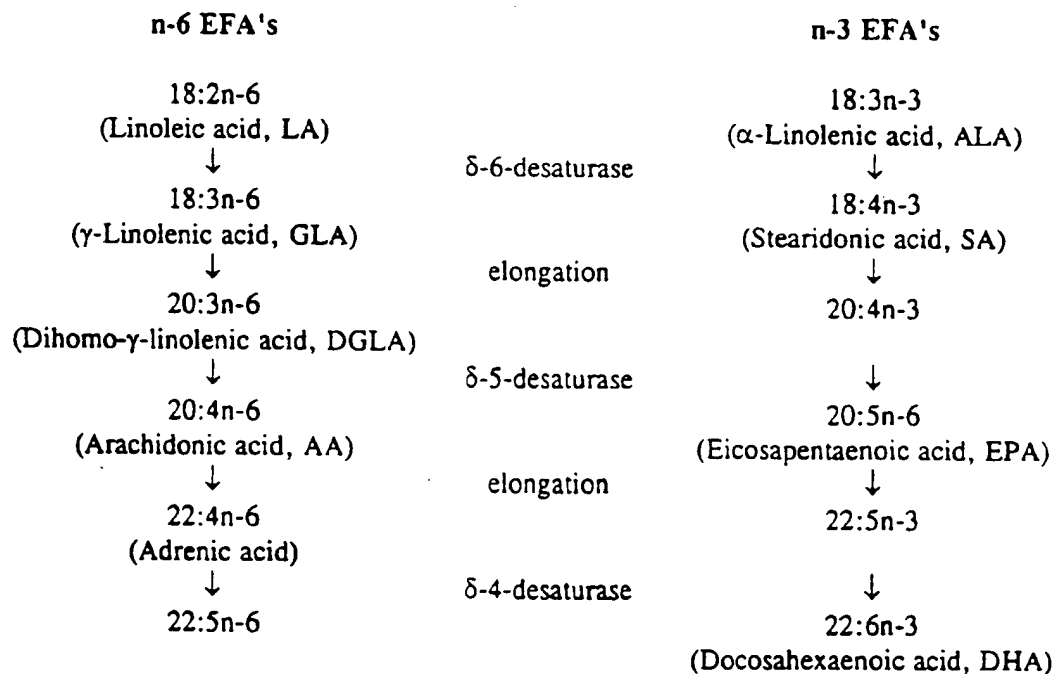 n-6 EFA's
n-3 EFA's
18:2n-6
(Linoleic acid, LA)
↓
18:3n-3
(α-Linolenic acid, ALA)
↓
δ-6-desaturase
18:3n-6
(γ-Linolenic acid, GLA)
↓
18:4n-3
(Stearidonic acid, SA)
↓
elongation
20:3n-6
(Dihomo-γ-linolenic acid, DGLA)
↓
20:4n-3
↓
δ-5-desaturase
20:4n-6
(Arachidonic acid, AA)
↓
20:5n-6
(Eicosapentaenoic acid, EPA)
↓
elongation
22:4n-6
(Adrenic acid)
↓
22:5n-3
↓
δ-4-desaturase
22:5n-6
22:6n-3
(Docosahexaenoic acid, DHA)